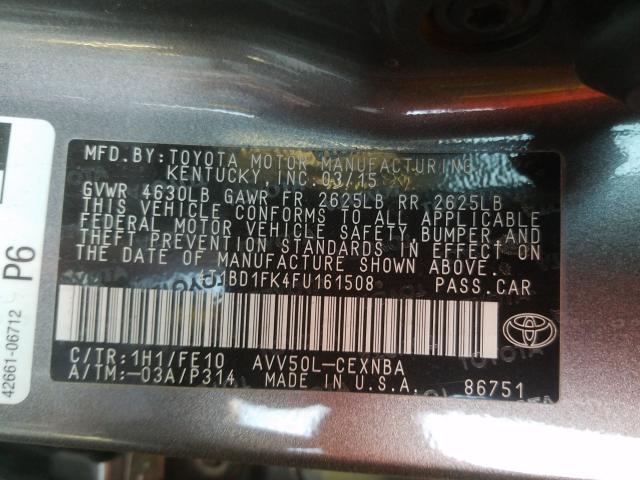 MFD.BY: TOYOTA MOTOR MANUFACTURING
KENTUCKY, INC. 03/15
GVWR 4630LB GAWR FR 2625LB RR 2625LB
THIS VEHICLE CONFORMS TO ALL APPLICABLE
FEDERAL MOTOR VEHICLE SAFETY, BUMPER, AND
THEFT PREVENTION STANDARDS IN EFFECT ON
THE DATE OF MANUFACTURE SHOWN ABOVE.
4T1BD1FK4FU161508 PASS.CAR
C/TR:1H1/FE10 AVV50L-CEXNBA
A/TM:-03A/P314 MADE IN U.S.A. 86751
TOYOTA
42661-06712
P6